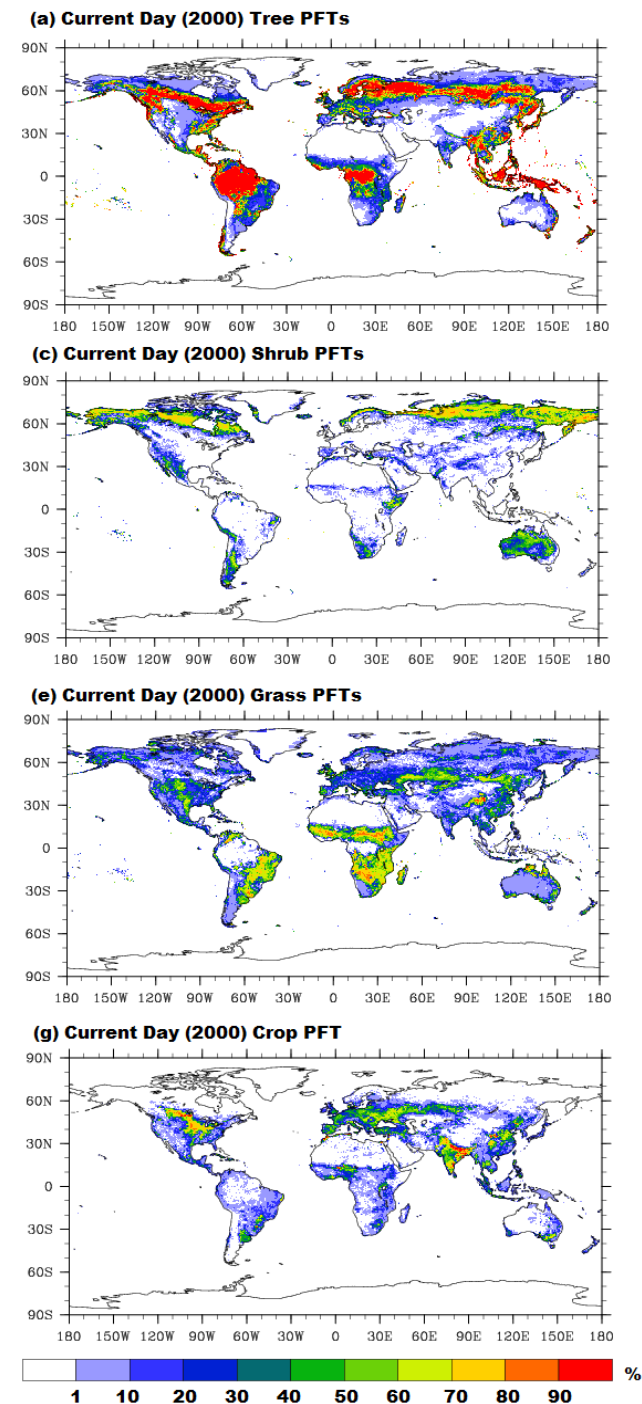 (a) Current Day (2000) Tree PFTs
90N
60N
30N
0
30S
60S
90S
180 150W 120W 90W 60W 30W 0 30E 60E 90E 120E 150E 180
(c) Current Day (2000) Shrub PFTs
90N
60N
30N
0
30S
60S
90S
180 150W 120W 90W 60W 30W 0 30E 60E 90E 120E 150E 180
(e) Current Day (2000) Grass PFTs
90N
60N
30N
0
30S
60S
90S
180 150W 120W 90W 60W 30W 0 30E 60E 90E 120E 150E 180
(g) Current Day (2000) Crop PFT
90N
60N
30N
0
30S
60S
90S
180 150W 120W 90W 60W 30W 0 30E 60E 90E 120E 150E 180
%
1 10 20 30 40 50 60 70 80 90